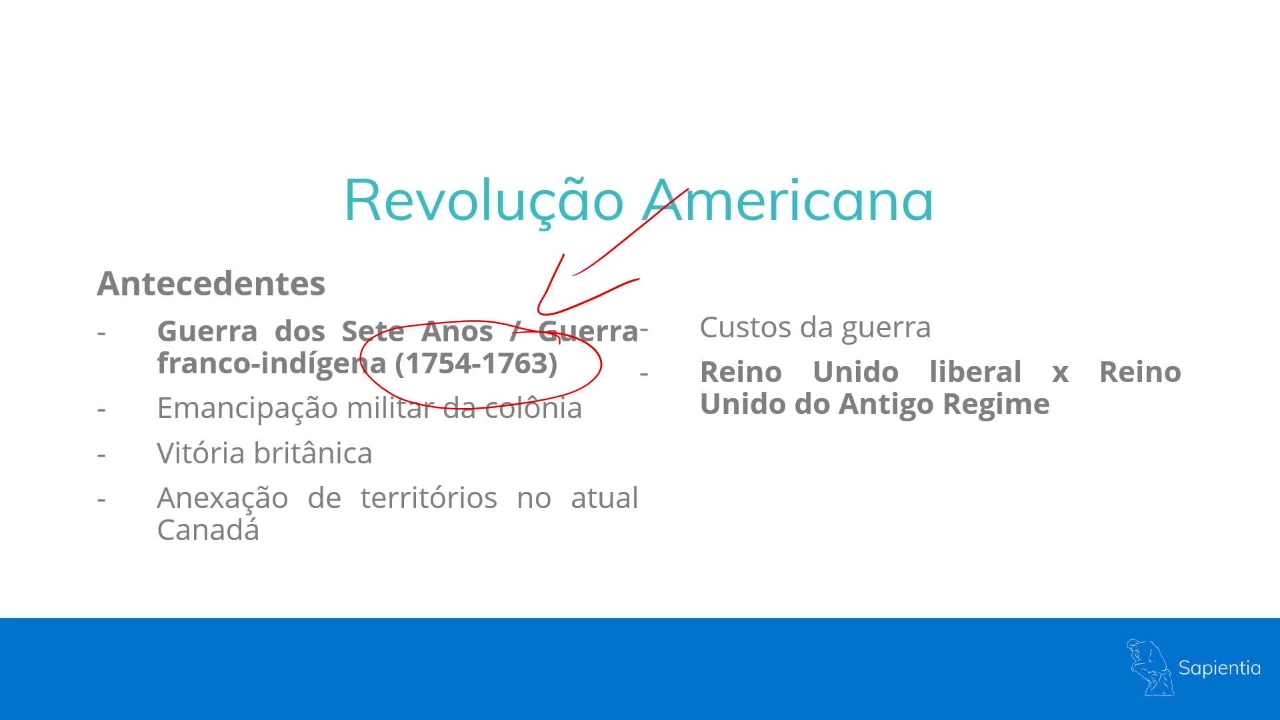 Revolução Americana
Antecedentes
- Guerra dos Sete Anos / Guerra
franco-indígena (1754-1763)
- Emancipação militar da colônia
- Vitória britânica
- Anexação de territórios no atual
Canadá
- Custos da guerra
- Reino Unido liberal x Reino
Unido do Antigo Regime
Sapientia